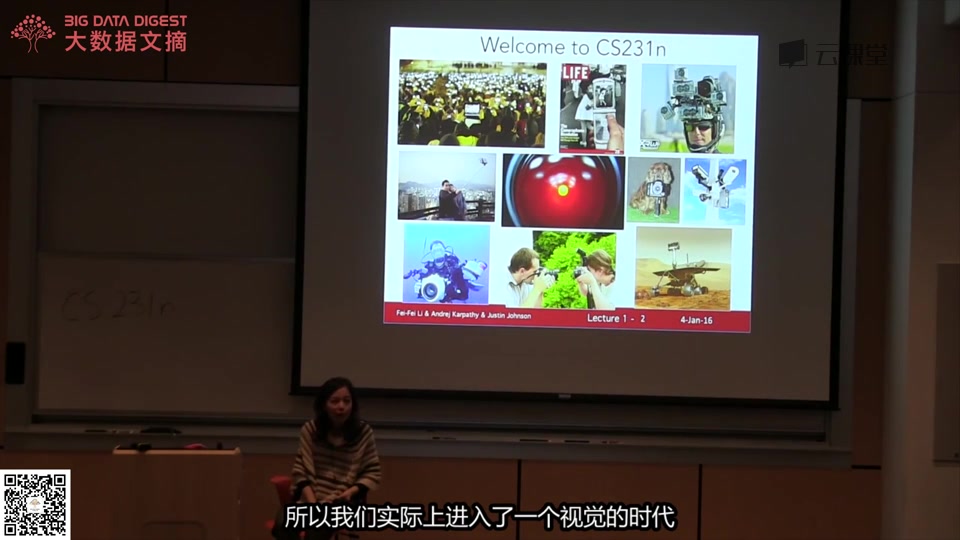 BIG DATA DIGEST
大数据文摘
云课堂
Welcome to CS231n
LIFE
Fei-Fei Li & Andrej Karpathy & Justin Johnson
Lecture 1 - 2
4-Jan-16
CS 231n
所以我们实际上进入了一个视觉的时代